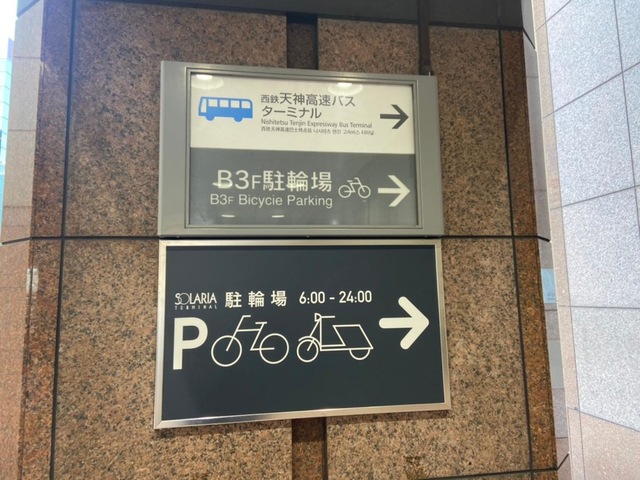 西鉄天神高速バス
ターミナル
Nishitetsu Tenjin Expressway Bus Terminal
B3F駐輪場
B3F Bicycle Parking
SOLARIA
TERMINAL
駐輪場 6:00 - 24:00
P